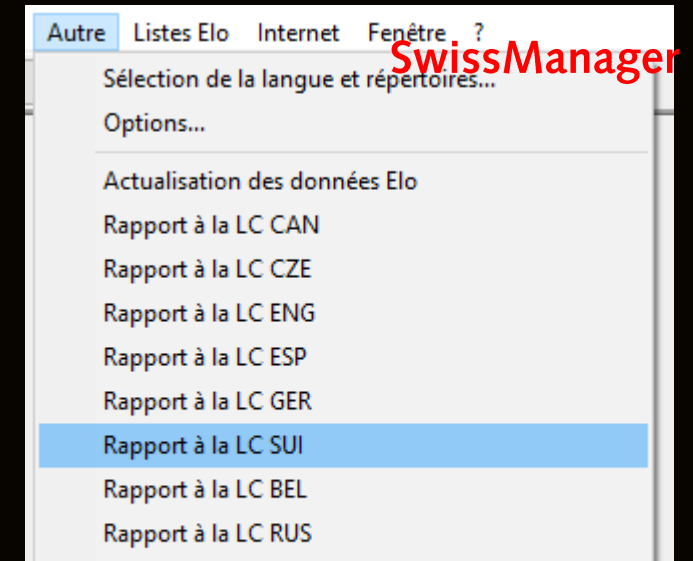 Autre Listes Elo Internet Fenêtre ?
SwissManager
Sélection de la langue et répertoires...
Options...
Actualisation des données Elo
Rapport à la LC CAN
Rapport à la LC CZE
Rapport à la LC ENG
Rapport à la LC ESP
Rapport à la LC GER
Rapport à la LC SUI
Rapport à la LC BEL
Rapport à la LC RUS